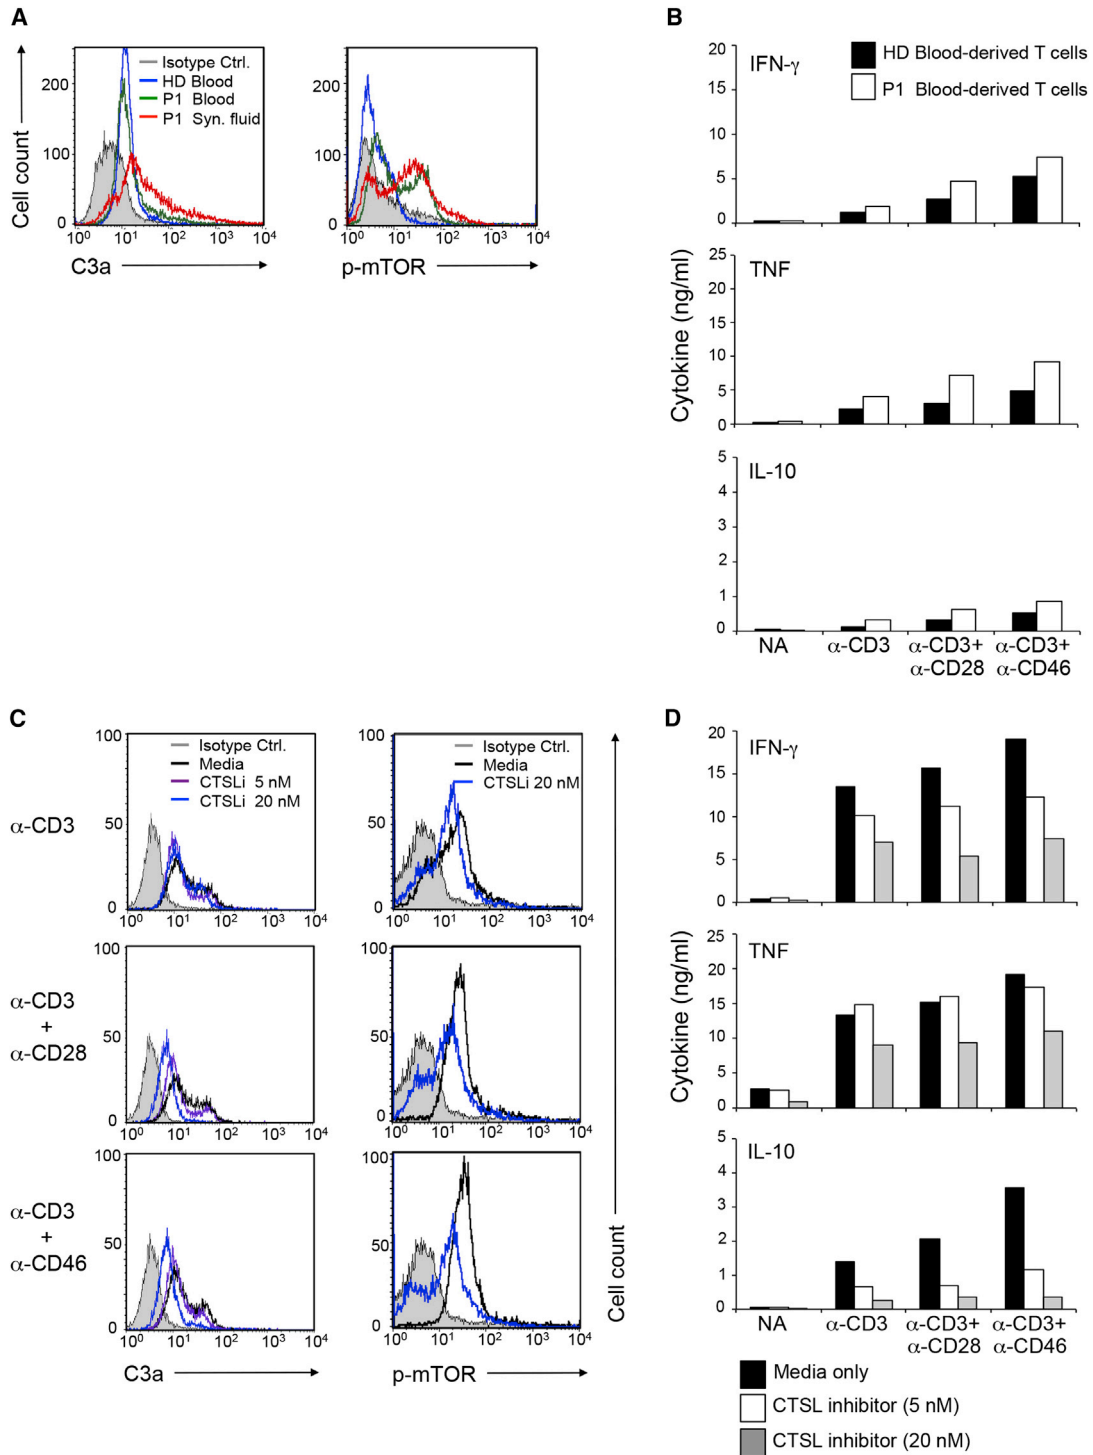 A
Cell count
200
100
0
Isotype Ctrl.
HD Blood
P1 Blood
P1 Syn. fluid
10⁰ 10¹ 10² 10³ 10⁴
C3a
200
100
0
10⁰ 10¹ 10² 10³ 10⁴
p-mTOR
B
HD Blood-derived T cells
P1 Blood-derived T cells
Cytokine (ng/ml)
IFN-γ
20
15
10
5
0
TNF
25
20
15
10
5
0
IL-10
5
4
3
2
1
0
NA α-CD3 α-CD3+ α-CD3+
α-CD28 α-CD46
C
α-CD3
100
50
0
Isotype Ctrl.
Media
CTSLi 5 nM
CTSLi 20 nM
10⁰ 10¹ 10² 10³ 10⁴
100
50
0
Isotype Ctrl.
Media
CTSLi 20 nM
10⁰ 10¹ 10² 10³ 10⁴
α-CD3
+
α-CD28
100
50
0
10⁰ 10¹ 10² 10³ 10⁴
100
50
0
10⁰ 10¹ 10² 10³ 10⁴
α-CD3
+
α-CD46
100
50
0
10⁰ 10¹ 10² 10³ 10⁴
100
50
0
10⁰ 10¹ 10² 10³ 10⁴
C3a
p-mTOR
Cell count
D
Cytokine (ng/ml)
IFN-γ
20
15
10
5
0
TNF
25
20
15
10
5
0
IL-10
5
4
3
2
1
0
NA α-CD3 α-CD3+ α-CD3+
α-CD28 α-CD46
Media only
CTSL inhibitor (5 nM)
CTSL inhibitor (20 nM)